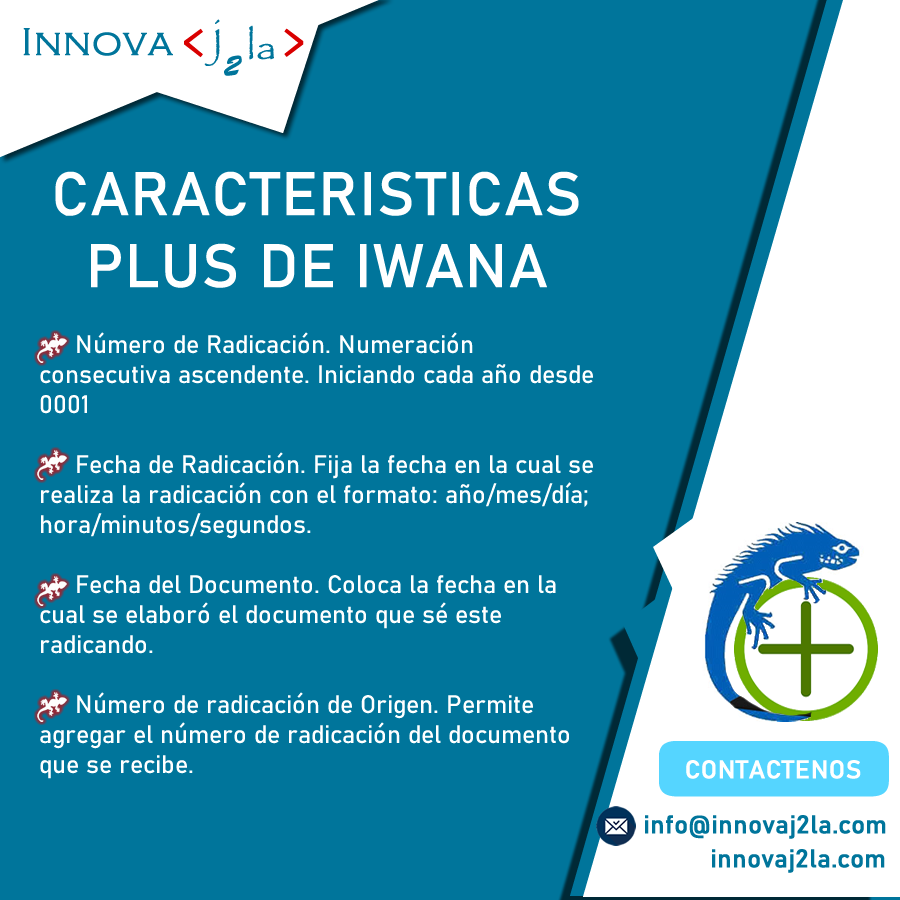 INNOVA <j2la>
CARACTERISTICAS
PLUS DE IWANA
Número de Radicación. Numeración
consecutiva ascendente. Iniciando cada año desde
0001
Fecha de Radicación. Fija la fecha en la cual se
realiza la radicación con el formato: año/mes/día;
hora/minutos/segundos.
Fecha del Documento. Coloca la fecha en la
cual se elaboró el documento que sé este
radicando.
Número de radicación de Origen. Permite
agregar el número de radicación del documento
que se recibe.
CONTACTENOS
info@innovaj2la.com
innovaj2la.com